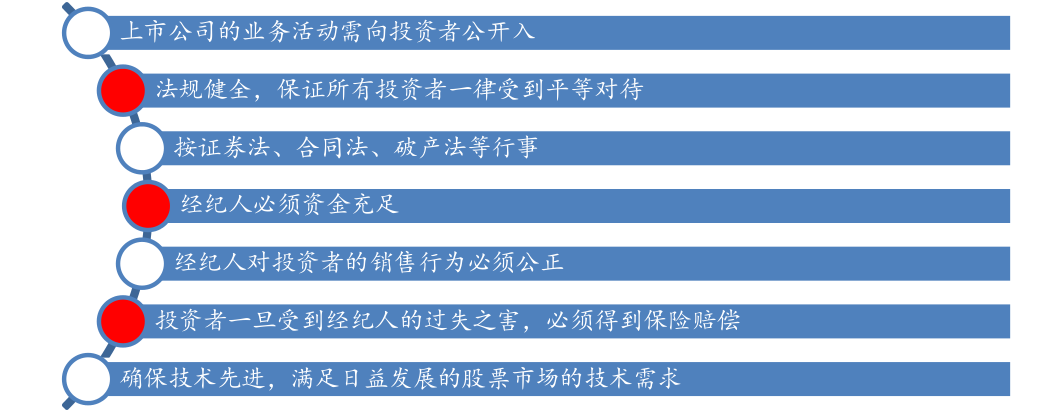 上市公司的业务活动需向投资者公开入
法规健全，保证所有投资者一律受到平等对待
按证券法、合同法、破产法等行事
经纪人必须资金充足
经纪人对投资者的销售行为必须公正
投资者一旦受到经纪人的过失之害，必须得到保险赔偿
确保技术先进，满足日益发展的股票市场的技术需求